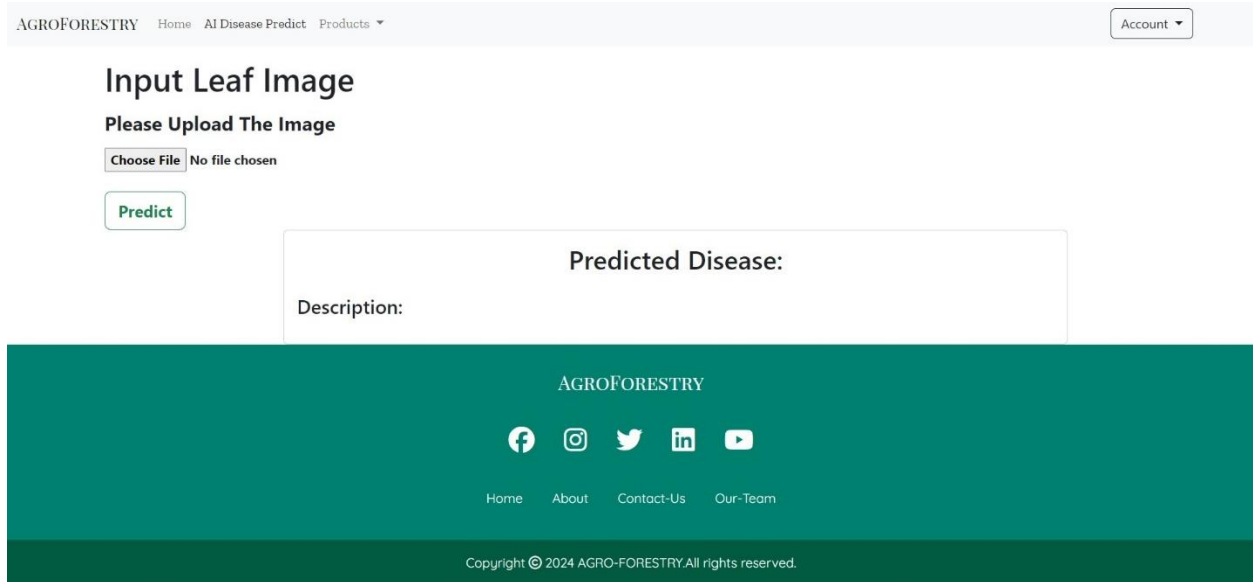 AGROFORESTRY Home AI Disease Predict Products Account
Input Leaf Image
Please Upload The Image
Choose File No file chosen
Predict
Predicted Disease:
Description:
AGROFORESTRY
Home About Contact-Us Our-Team
Copyright © 2024 AGRO-FORESTRY.All rights reserved.